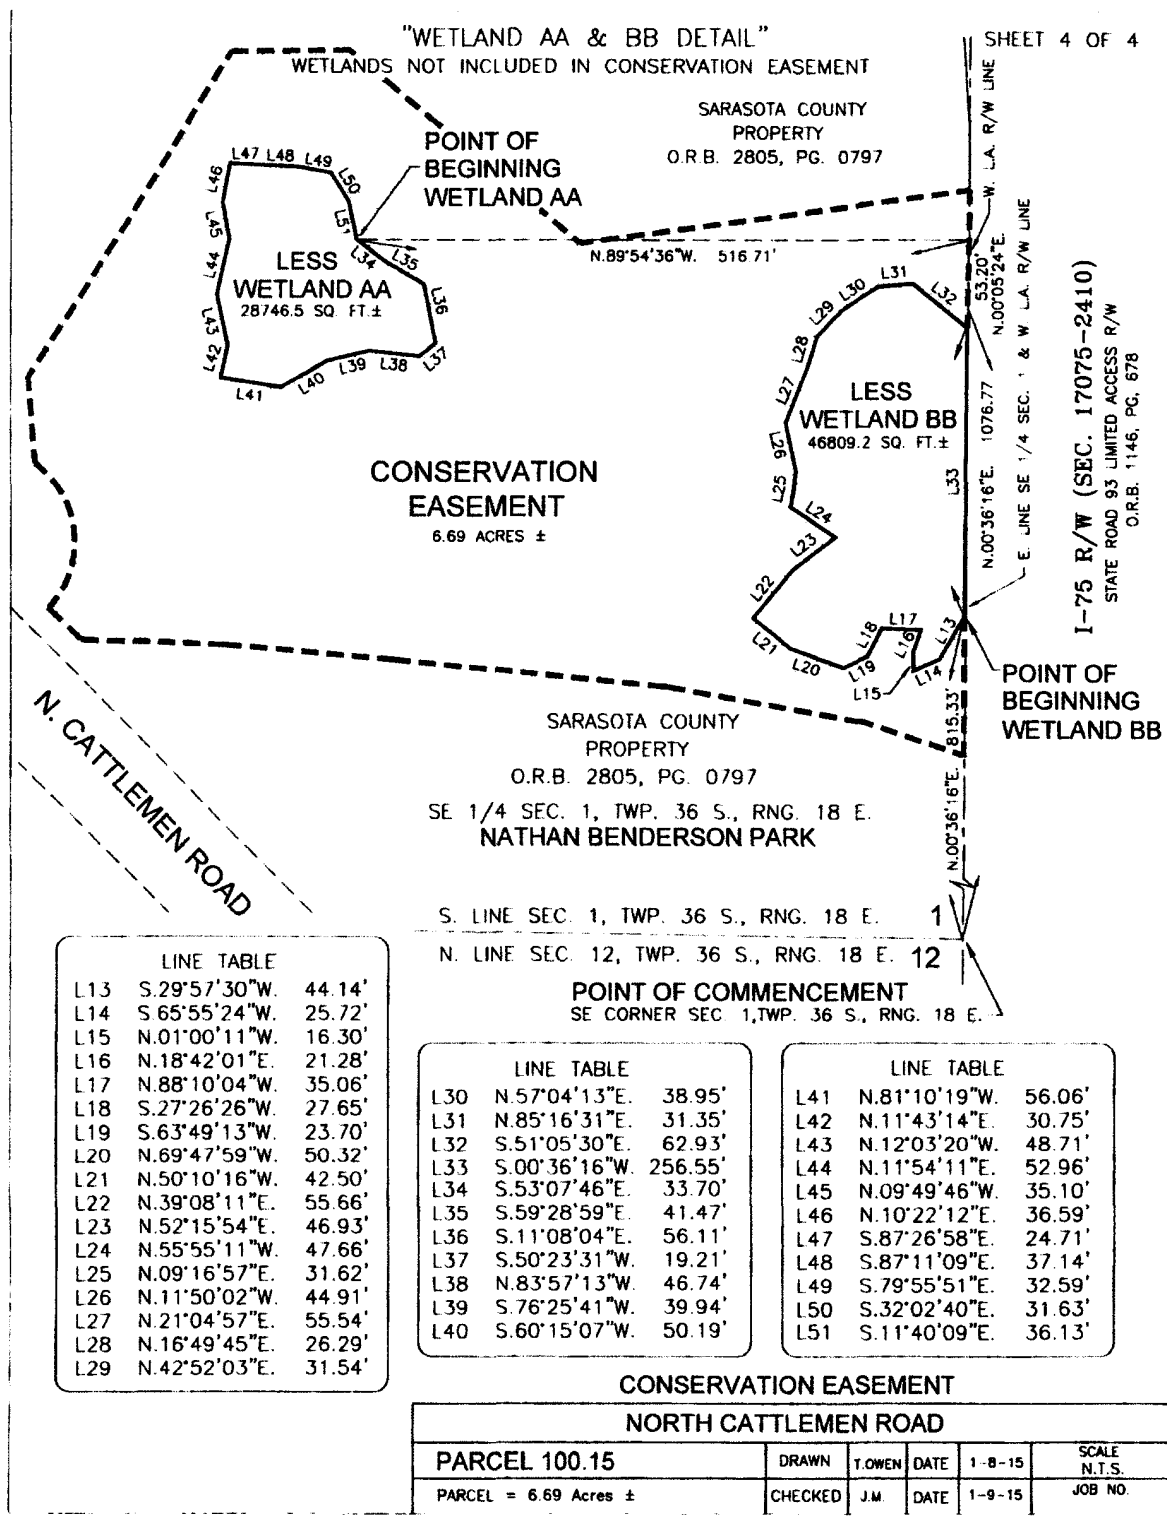 "WETLAND AA & BB DETAIL"
WETLANDS NOT INCLUDED IN CONSERVATION EASEMENT
SHEET 4 OF 4
SARASOTA COUNTY
PROPERTY
O.R.B. 2805, PG. 0797
POINT OF
BEGINNING
WETLAND AA
W. L.A. R/W LINE
L47 L48 L49
L46
L50
L45
L51
N.89°54'36"W. 516.71'
53.20'
N.00°05'24"E.
LESS
WETLAND AA
28746.5 SQ. FT.±
L34
L35
L44
L36
L43
L42
L37
L38
L39
L40
L41
L31
L30
L32
L29
L28
L27
LESS
WETLAND BB
46809.2 SQ. FT.±
L26
L25
L24
L23
L22
L33
N.00°36'16"E. 1076.77
E. LINE SE 1/4 SEC. 1 & W. L.A. R/W LINE
I-75 R/W (SEC. 17075-2410)
STATE ROAD 93 LIMITED ACCESS R/W
O.R.B. 1146, PG, 678
CONSERVATION
EASEMENT
6.69 ACRES ±
L21
L20
L19
L18
L17
L16
L15
L14
L13
POINT OF
BEGINNING
WETLAND BB
N.00°36'16"E. 815.33'
N. CATTLEMEN ROAD
SARASOTA COUNTY
PROPERTY
O.R.B. 2805, PG. 0797
SE 1/4 SEC. 1, TWP. 36 S., RNG. 18 E.
NATHAN BENDERSON PARK
S. LINE SEC. 1, TWP. 36 S., RNG. 18 E. 1
N. LINE SEC. 12, TWP. 36 S., RNG. 18 E. 12
POINT OF COMMENCEMENT
SE CORNER SEC 1,TWP. 36 S., RNG. 18 E.
LINE TABLE
L13 S.29°57'30"W. 44.14'
L14 S.65°55'24"W. 25.72'
L15 N.01°00'11"W. 16.30'
L16 N.18°42'01"E. 21.28'
L17 N.88°10'04"W. 35.06'
L18 S.27°26'26"W. 27.65'
L19 S.63°49'13"W. 23.70'
L20 N.69°47'59"W. 50.32'
L21 N.50°10'16"W. 42.50'
L22 N.39°08'11"E. 55.66'
L23 N.52°15'54"E. 46.93'
L24 N.55°55'11"W. 47.66'
L25 N.09°16'57"E. 31.62'
L26 N.11°50'02"W. 44.91'
L27 N.21°04'57"E. 55.54'
L28 N.16°49'45"E. 26.29'
L29 N.42°52'03"E. 31.54'
LINE TABLE
L30 N.57°04'13"E. 38.95'
L31 N.85°16'31"E. 31.35'
L32 S.51°05'30"E. 62.93'
L33 S.00°36'16"W. 256.55'
L34 S.53°07'46"E. 33.70'
L35 S.59°28'59"E. 41.47'
L36 S.11°08'04"E. 56.11'
L37 S.50°23'31"W. 19.21'
L38 N.83°57'13"W. 46.74'
L39 S.76°25'41"W. 39.94'
L40 S.60°15'07"W. 50.19'
LINE TABLE
L41 N.81°10'19"W. 56.06'
L42 N.11°43'14"E. 30.75'
L43 N.12°03'20"W. 48.71'
L44 N.11°54'11"E. 52.96'
L45 N.09°49'46"W. 35.10'
L46 N.10°22'12"E. 36.59'
L47 S.87°26'58"E. 24.71'
L48 S.87°11'09"E. 37.14'
L49 S.79°55'51"E. 32.59'
L50 S.32°02'40"E. 31.63'
L51 S.11°40'09"E. 36.13'
CONSERVATION EASEMENT
NORTH CATTLEMEN ROAD
PARCEL 100.15 DRAWN T.OWEN DATE 1-8-15 SCALE
N.T.S.
PARCEL = 6.69 Acres ± CHECKED J.M. DATE 1-9-15 JOB NO.